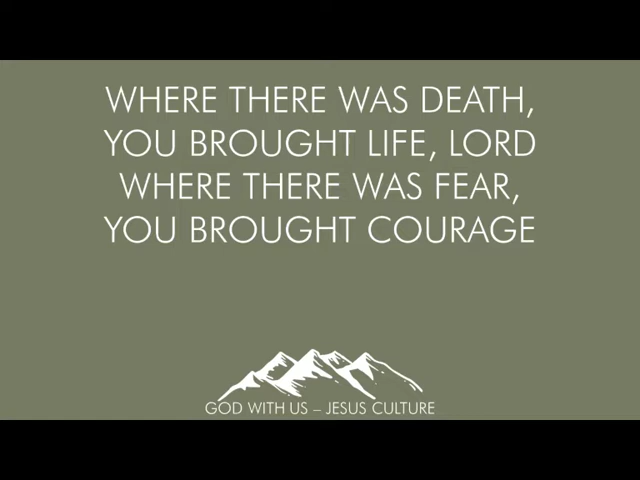 WHERE THERE WAS DEATH,
YOU BROUGHT LIFE, LORD
WHERE THERE WAS FEAR,
YOU BROUGHT COURAGE
GOD WITH US – JESUS CULTURE